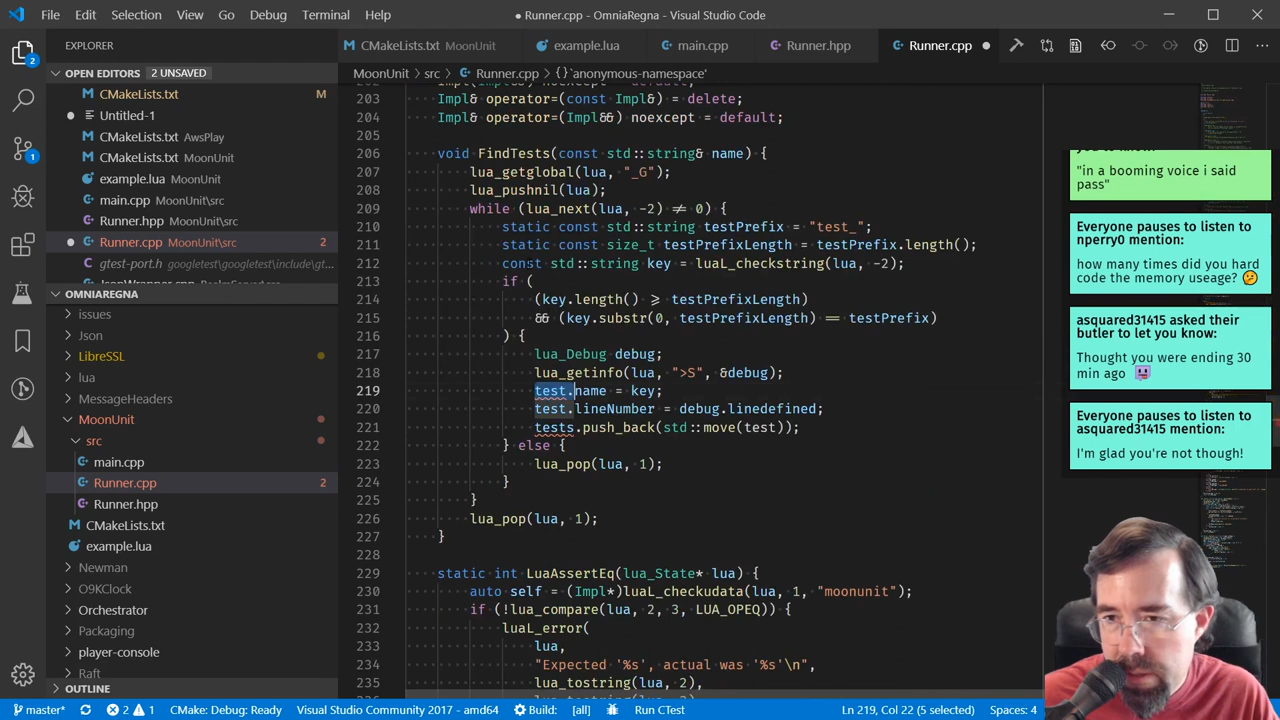 File Edit Selection View Go Debug Terminal Help
● Runner.cpp - OmniaRegna - Visual Studio Code
EXPLORER
CMakeLists.txt MoonUnit
example.lua
main.cpp
Runner.hpp
Runner.cpp
OPEN EDITORS 2 UNSAVED
MoonUnit > src > Runner.cpp > {} `anonymous-namespace'
CMakeLists.txt M
Untitled-1
CMakeLists.txt AwsPlay
CMakeLists.txt MoonUnit
example.lua MoonUnit
main.cpp MoonUnit\src
Runner.hpp MoonUnit\src
Runner.cpp MoonUnit\src 2
gtest-port.h googletest\googletest\include\gt...
OMNIAREGNA
issues
Json
LibreSSL
lua
MessageHeaders
MoonUnit
src
main.cpp
Runner.cpp 2
Runner.hpp
CMakeLists.txt
example.lua
Newman
O9KClock
Orchestrator
Packaging
player-console
Raft
OUTLINE
203 Impl& operator=(const Impl&) = delete;
204 Impl& operator=(Impl&&) noexcept = default;
205
206 void FindTests(const std::string& name) {
207 lua_getglobal(lua, "_G");
208 lua_pushnil(lua);
209 while (lua_next(lua, -2) != 0) {
210 static const std::string testPrefix = "test_";
211 static const size_t testPrefixLength = testPrefix.length();
212 const std::string key = luaL_checkstring(lua, -2);
213 if (
214 (key.length() >= testPrefixLength)
215 && (key.substr(0, testPrefixLength) == testPrefix)
216 ) {
217 lua_Debug debug;
218 lua_getinfo(lua, ">S", &debug);
219 test.name = key;
220 test.lineNumber = debug.linedefined;
221 tests.push_back(std::move(test));
222 } else {
223 lua_pop(lua, 1);
224 }
225 }
226 lua_pop(lua, 1);
227 }
228
229 static int LuaAssertEq(lua_State* lua) {
230 auto self = (Impl*)luaL_checkudata(lua, 1, "moonunit");
231 if (!lua_compare(lua, 2, 3, LUA_OPEQ)) {
232 luaL_error(
233 lua,
234 "Expected '%s', actual was '%s'\n",
235 lua_tostring(lua, 2),
"in a booming voice i said
pass"
Everyone pauses to listen to
nperry0 mention:
how many times did you hard
code the memory useage? 🤔
asquared31415 asked their
butler to let you know:
Thought you were ending 30
min ago
Everyone pauses to listen to
asquared31415 mention:
I'm glad you're not though!
master* 2 1 CMake: Debug: Ready Visual Studio Community 2017 - amd64 Build: [all] Run CTest Ln 219, Col 22 (5 selected) Spaces: 4